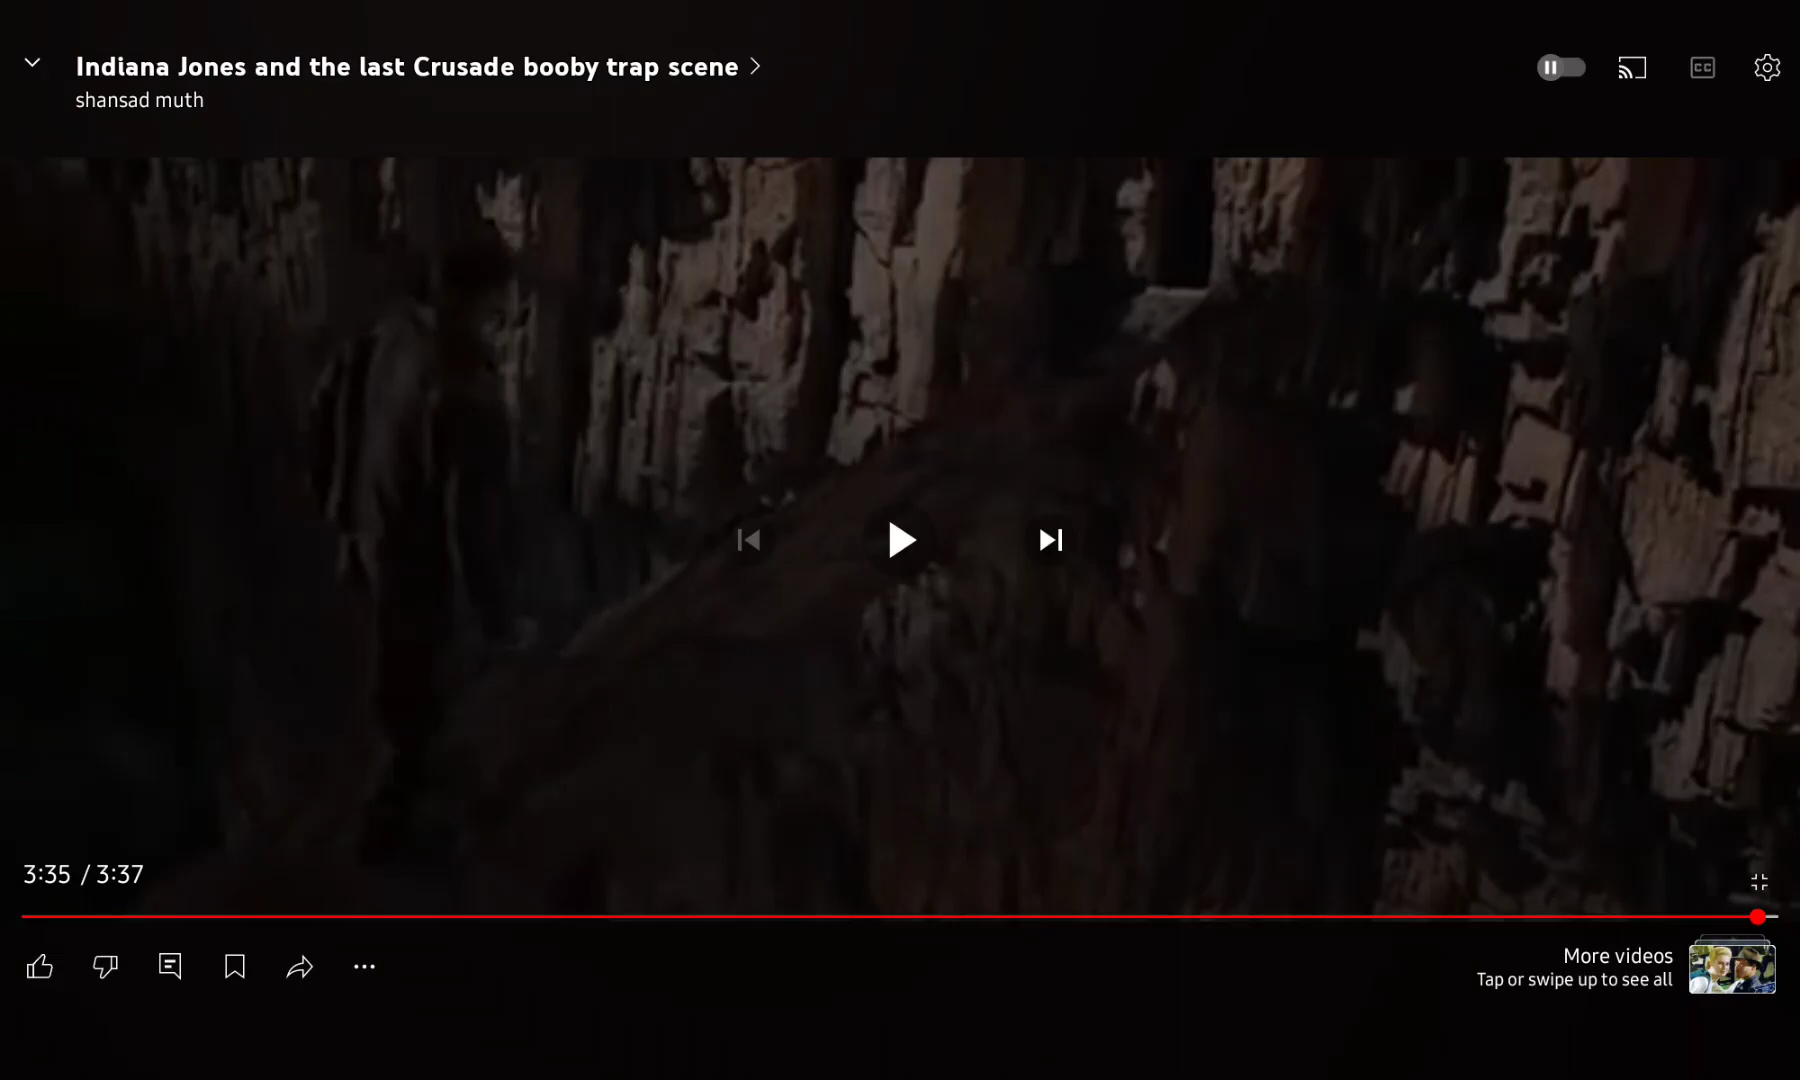 Indiana Jones and the last Crusade booby trap scene
shansad muth
CC
3:35 / 3:37
More videos
Tap or swipe up to see all